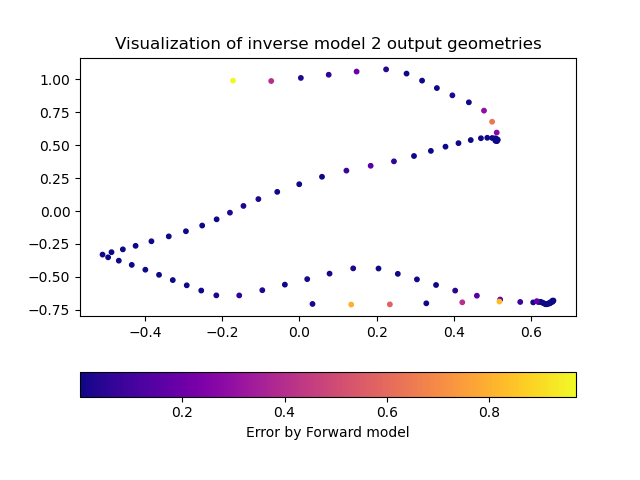 Visualization of inverse model 2 output geometries
1.00
0.75
0.50
0.25
0.00
−0.25
−0.50
−0.75
−0.4 −0.2 0.0 0.2 0.4 0.6
0.2 0.4 0.6 0.8
Error by Forward model